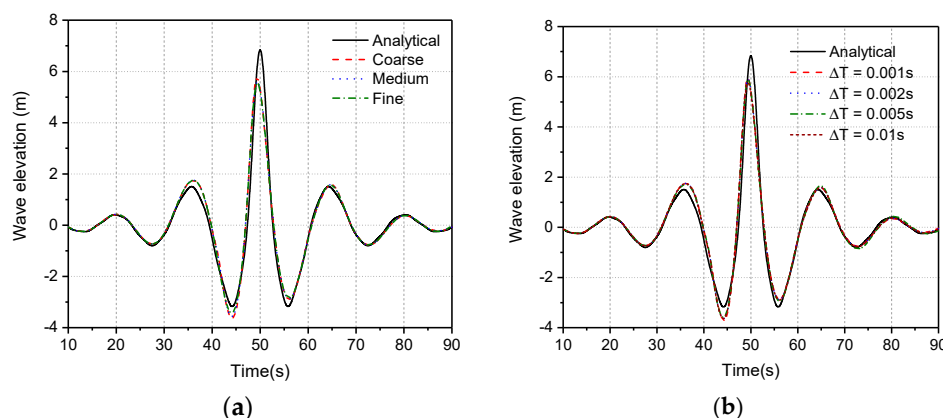 8
6
4
2
0
-2
-4
Wave elevation (m)
Analytical
Coarse
Medium
Fine
10 20 30 40 50 60 70 80 90
Time(s)
(a)
8
6
4
2
0
-2
-4
Wave elevation (m)
Analytical
ΔT = 0.001s
ΔT = 0.002s
ΔT = 0.005s
ΔT = 0.01s
10 20 30 40 50 60 70 80 90
Time(s)
(b)